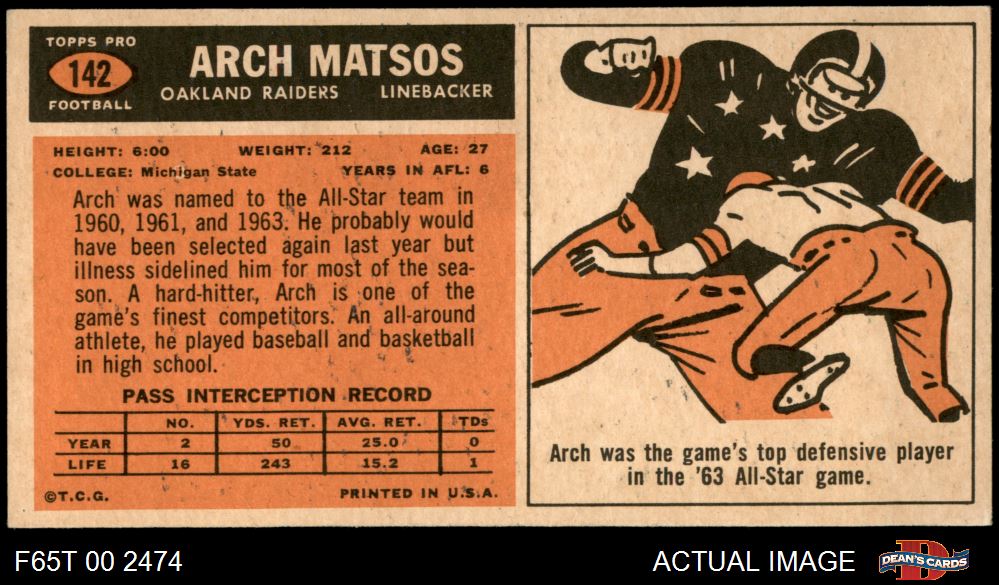 TOPPS PRO
142
FOOTBALL
ARCH MATSOS
OAKLAND RAIDERS LINEBACKER
HEIGHT: 6:00 WEIGHT: 212 AGE: 27
COLLEGE: Michigan State YEARS IN AFL: 6
Arch was named to the All-Star team in
1960, 1961, and 1963. He probably would
have been selected again last year but
illness sidelined him for most of the sea-
son. A hard-hitter, Arch is one of the
game's finest competitors. An all-around
athlete, he played baseball and basketball
in high school.
PASS INTERCEPTION RECORD
NO. YDS. RET. AVG. RET. TDs
YEAR 2 50 25.0 0
LIFE 16 243 15.2 1
©T.C.G. PRINTED IN U.S.A.
Arch was the game's top defensive player
in the '63 All-Star game.
F65T 00 2474 ACTUAL IMAGE DEAN'S CARDS